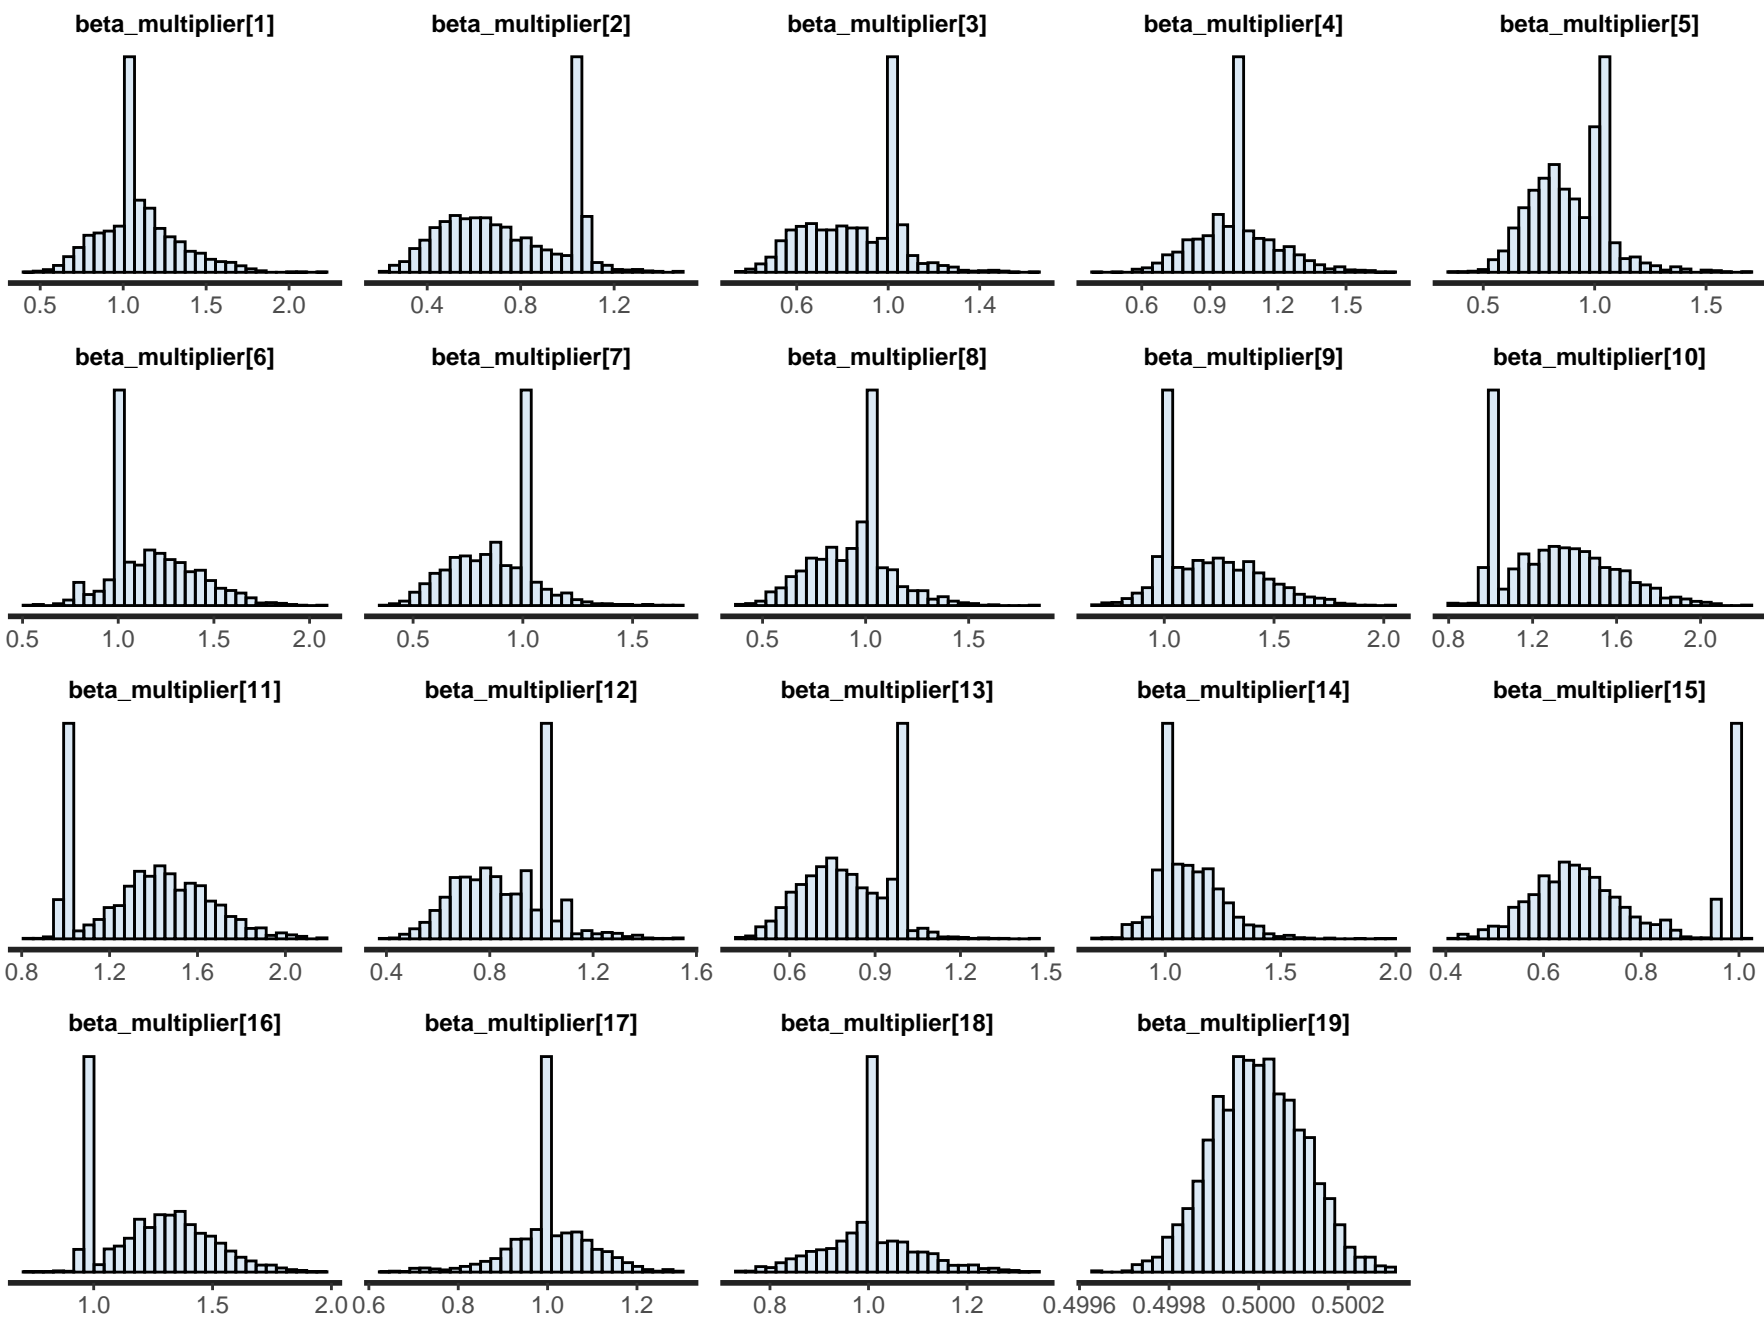 beta_multiplier[1] beta_multiplier[2] beta_multiplier[3] beta_multiplier[4] beta_multiplier[5]
0.5 1.0 1.5 2.0 0.4 0.8 1.2 0.6 1.0 1.4 0.6 0.9 1.2 1.5 0.5 1.0 1.5
beta_multiplier[6] beta_multiplier[7] beta_multiplier[8] beta_multiplier[9] beta_multiplier[10]
0.5 1.0 1.5 2.0 0.5 1.0 1.5 0.5 1.0 1.5 1.0 1.5 2.0 0.8 1.2 1.6 2.0
beta_multiplier[11] beta_multiplier[12] beta_multiplier[13] beta_multiplier[14] beta_multiplier[15]
0.8 1.2 1.6 2.0 0.4 0.8 1.2 1.6 0.6 0.9 1.2 1.5 1.0 1.5 2.0 0.4 0.6 0.8 1.0
beta_multiplier[16] beta_multiplier[17] beta_multiplier[18] beta_multiplier[19]
1.0 1.5 2.0 0.6 0.8 1.0 1.2 0.8 1.0 1.2 0.4996 0.4998 0.5000 0.5002